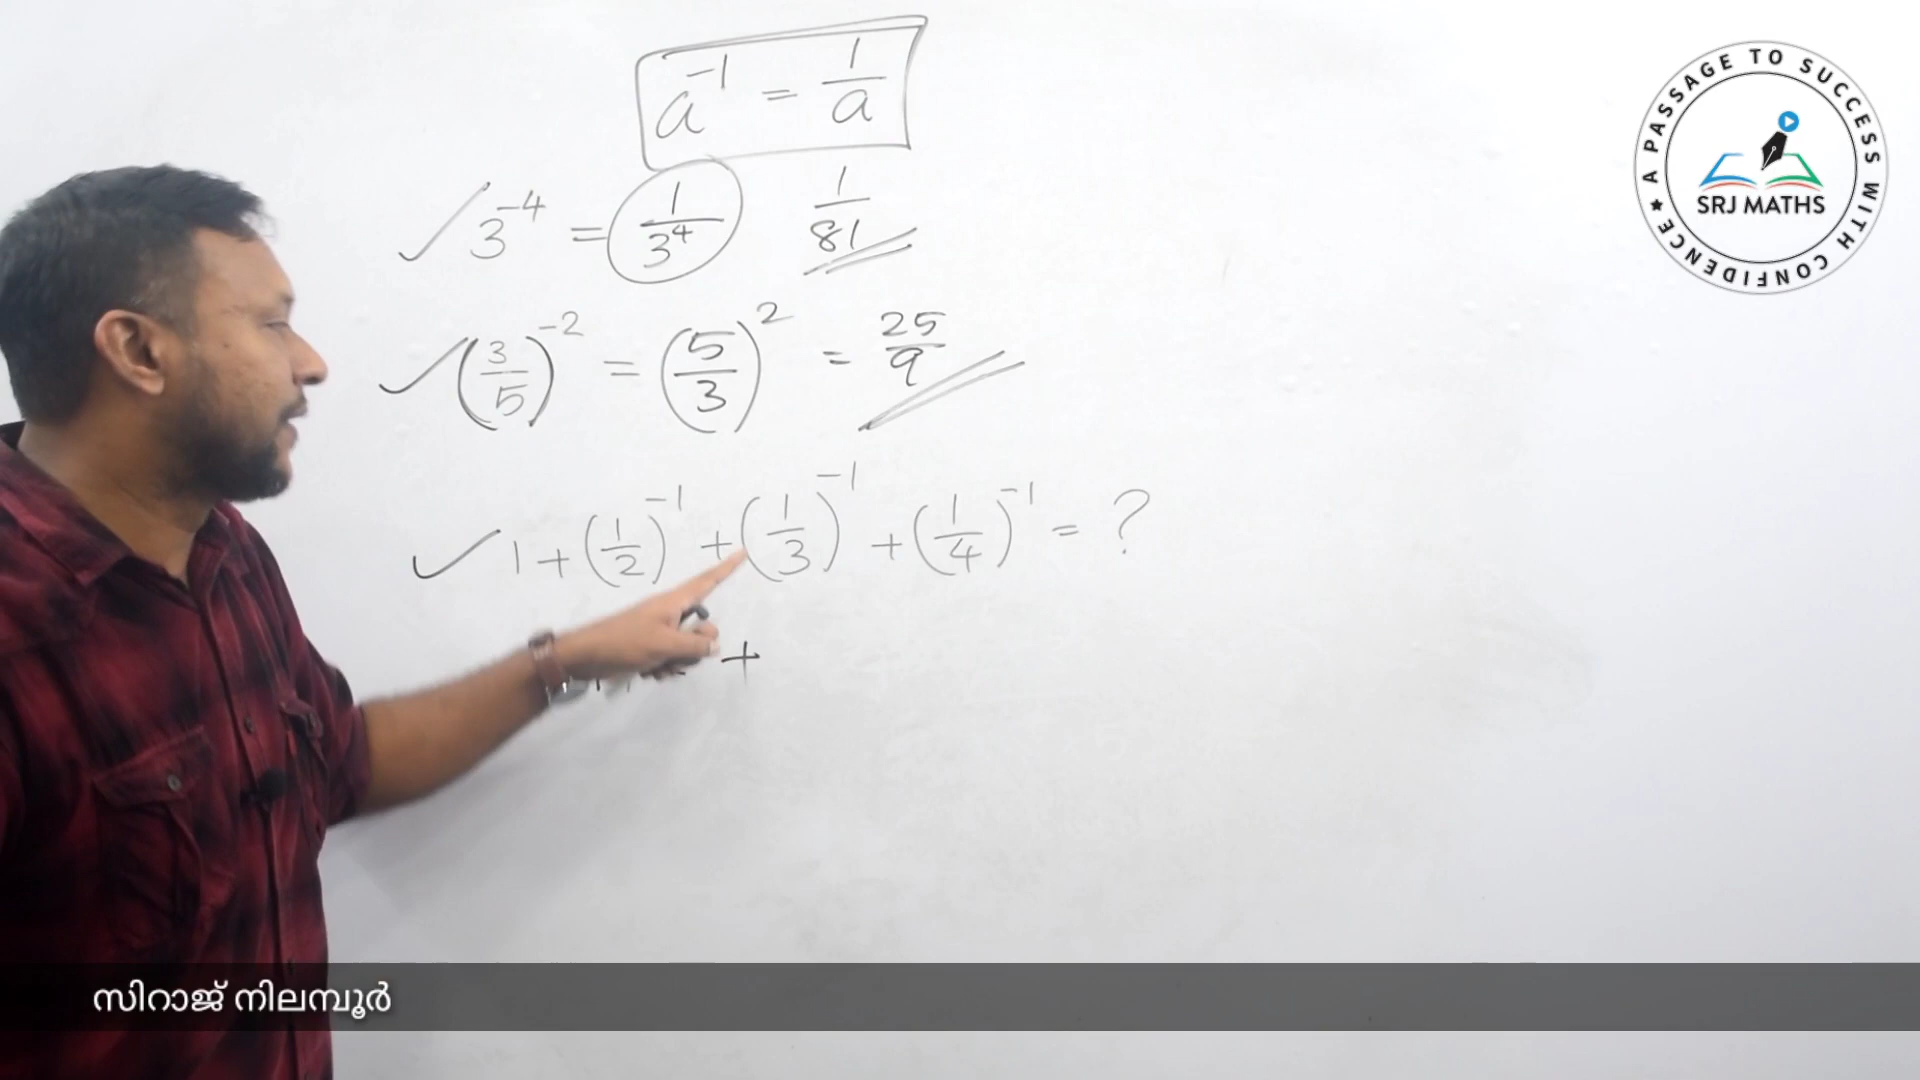 a⁻¹ = 1/a
3⁻⁴ = 1/3⁴ 1/81
(3/5)⁻² = (5/3)² = 25/9
1 + (1/2)⁻¹ + (1/3)⁻¹ + (1/4)⁻¹ = ?
+
A PASSAGE TO SUCCESS WITH CONFIDENCE
SRJ MATHS
സിറാജ് നിലമ്പൂർ